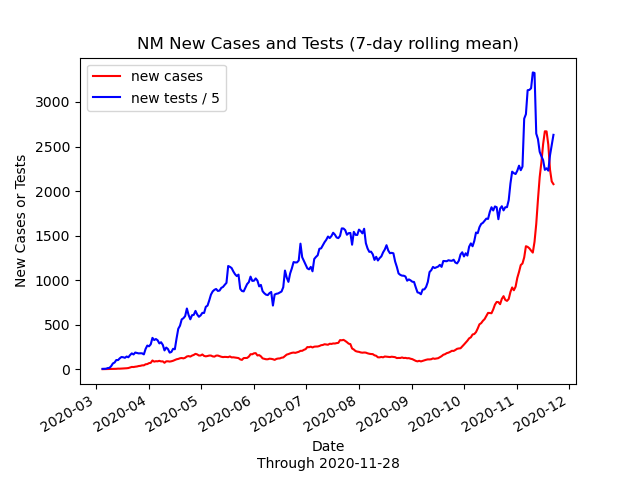 NM New Cases and Tests (7-day rolling mean)
new cases
new tests / 5
3000
2500
2000
1500
1000
500
0
New Cases or Tests
2020-03
2020-04
2020-05
2020-06
2020-07
2020-08
2020-09
2020-10
2020-11
2020-12
Date
Through 2020-11-28